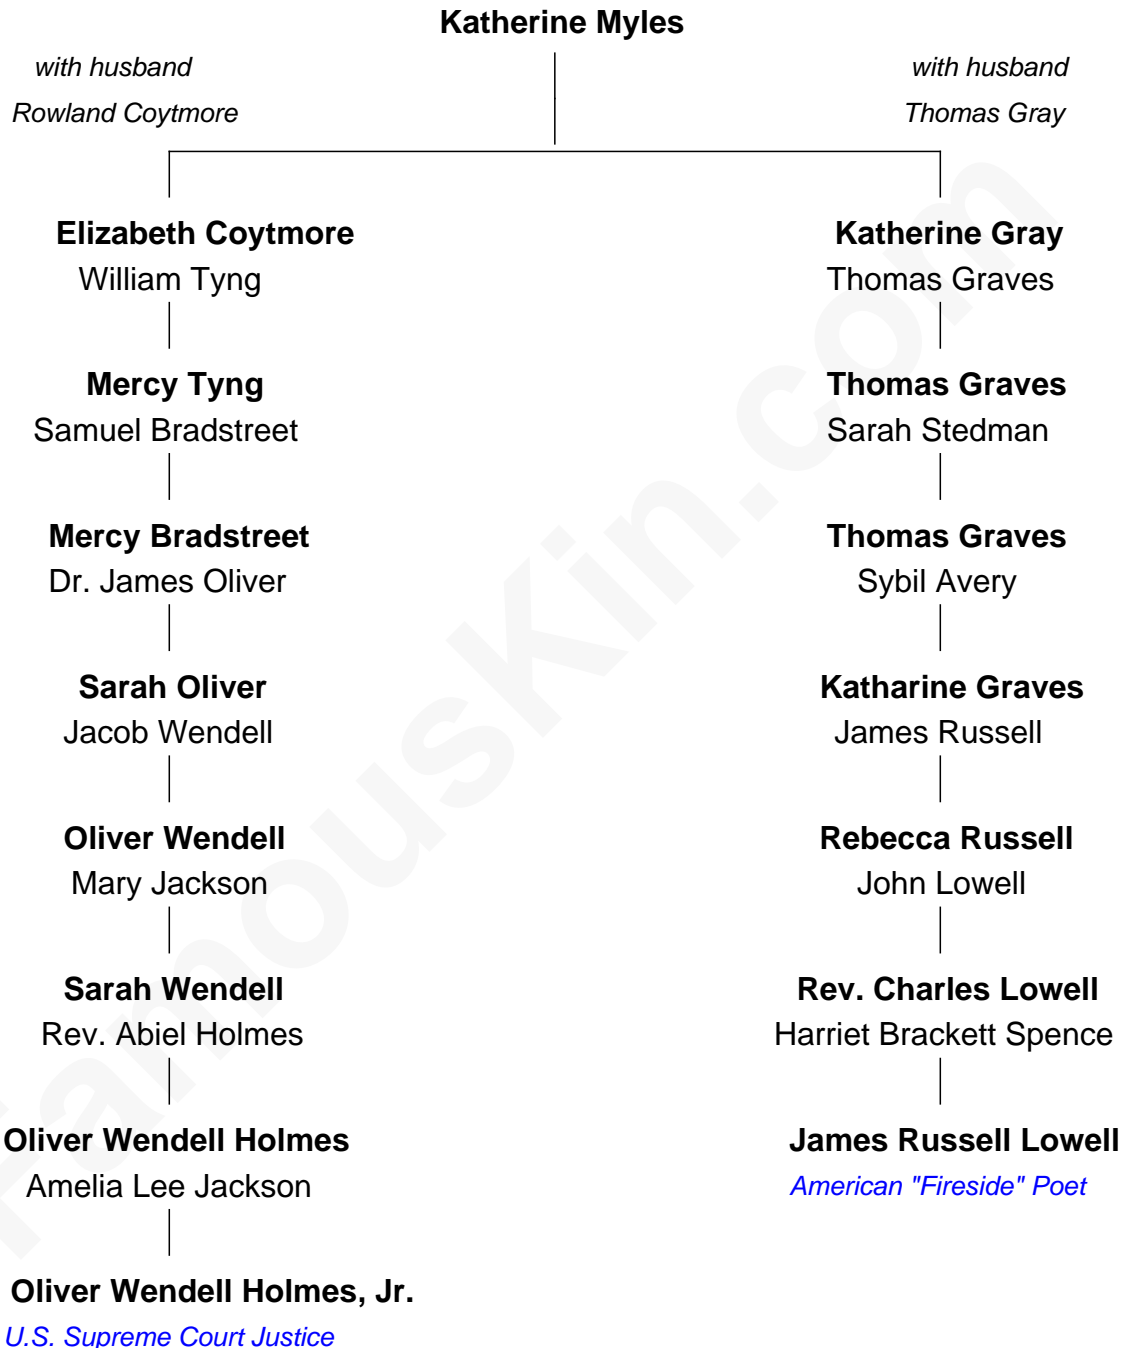 Katherine Myles
with husband
Rowland Coytmore
with husband
Thomas Gray
Elizabeth Coytmore
William Tyng
Katherine Gray
Thomas Graves
Mercy Tyng
Samuel Bradstreet
Thomas Graves
Sarah Stedman
Mercy Bradstreet
Dr. James Oliver
Thomas Graves
Sybil Avery
Sarah Oliver
Jacob Wendell
Katharine Graves
James Russell
Oliver Wendell
Mary Jackson
Rebecca Russell
John Lowell
Sarah Wendell
Rev. Abiel Holmes
Rev. Charles Lowell
Harriet Brackett Spence
Oliver Wendell Holmes
Amelia Lee Jackson
James Russell Lowell
American "Fireside" Poet
Oliver Wendell Holmes, Jr.
U.S. Supreme Court Justice
FamousKin.com